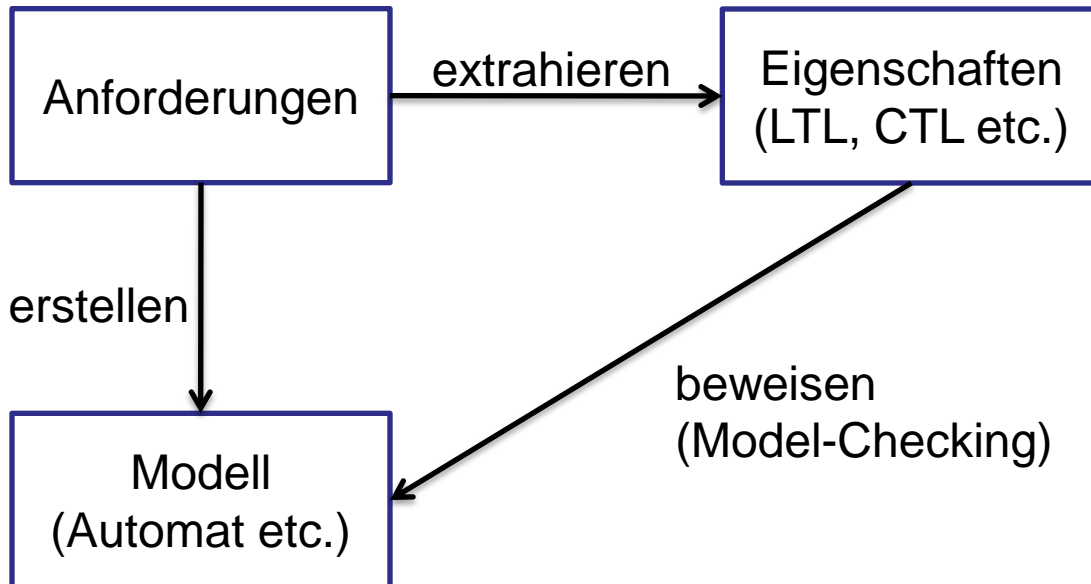 Anforderungen
extrahieren
Eigenschaften
(LTL, CTL etc.)
erstellen
beweisen
(Model-Checking)
Modell
(Automat etc.)